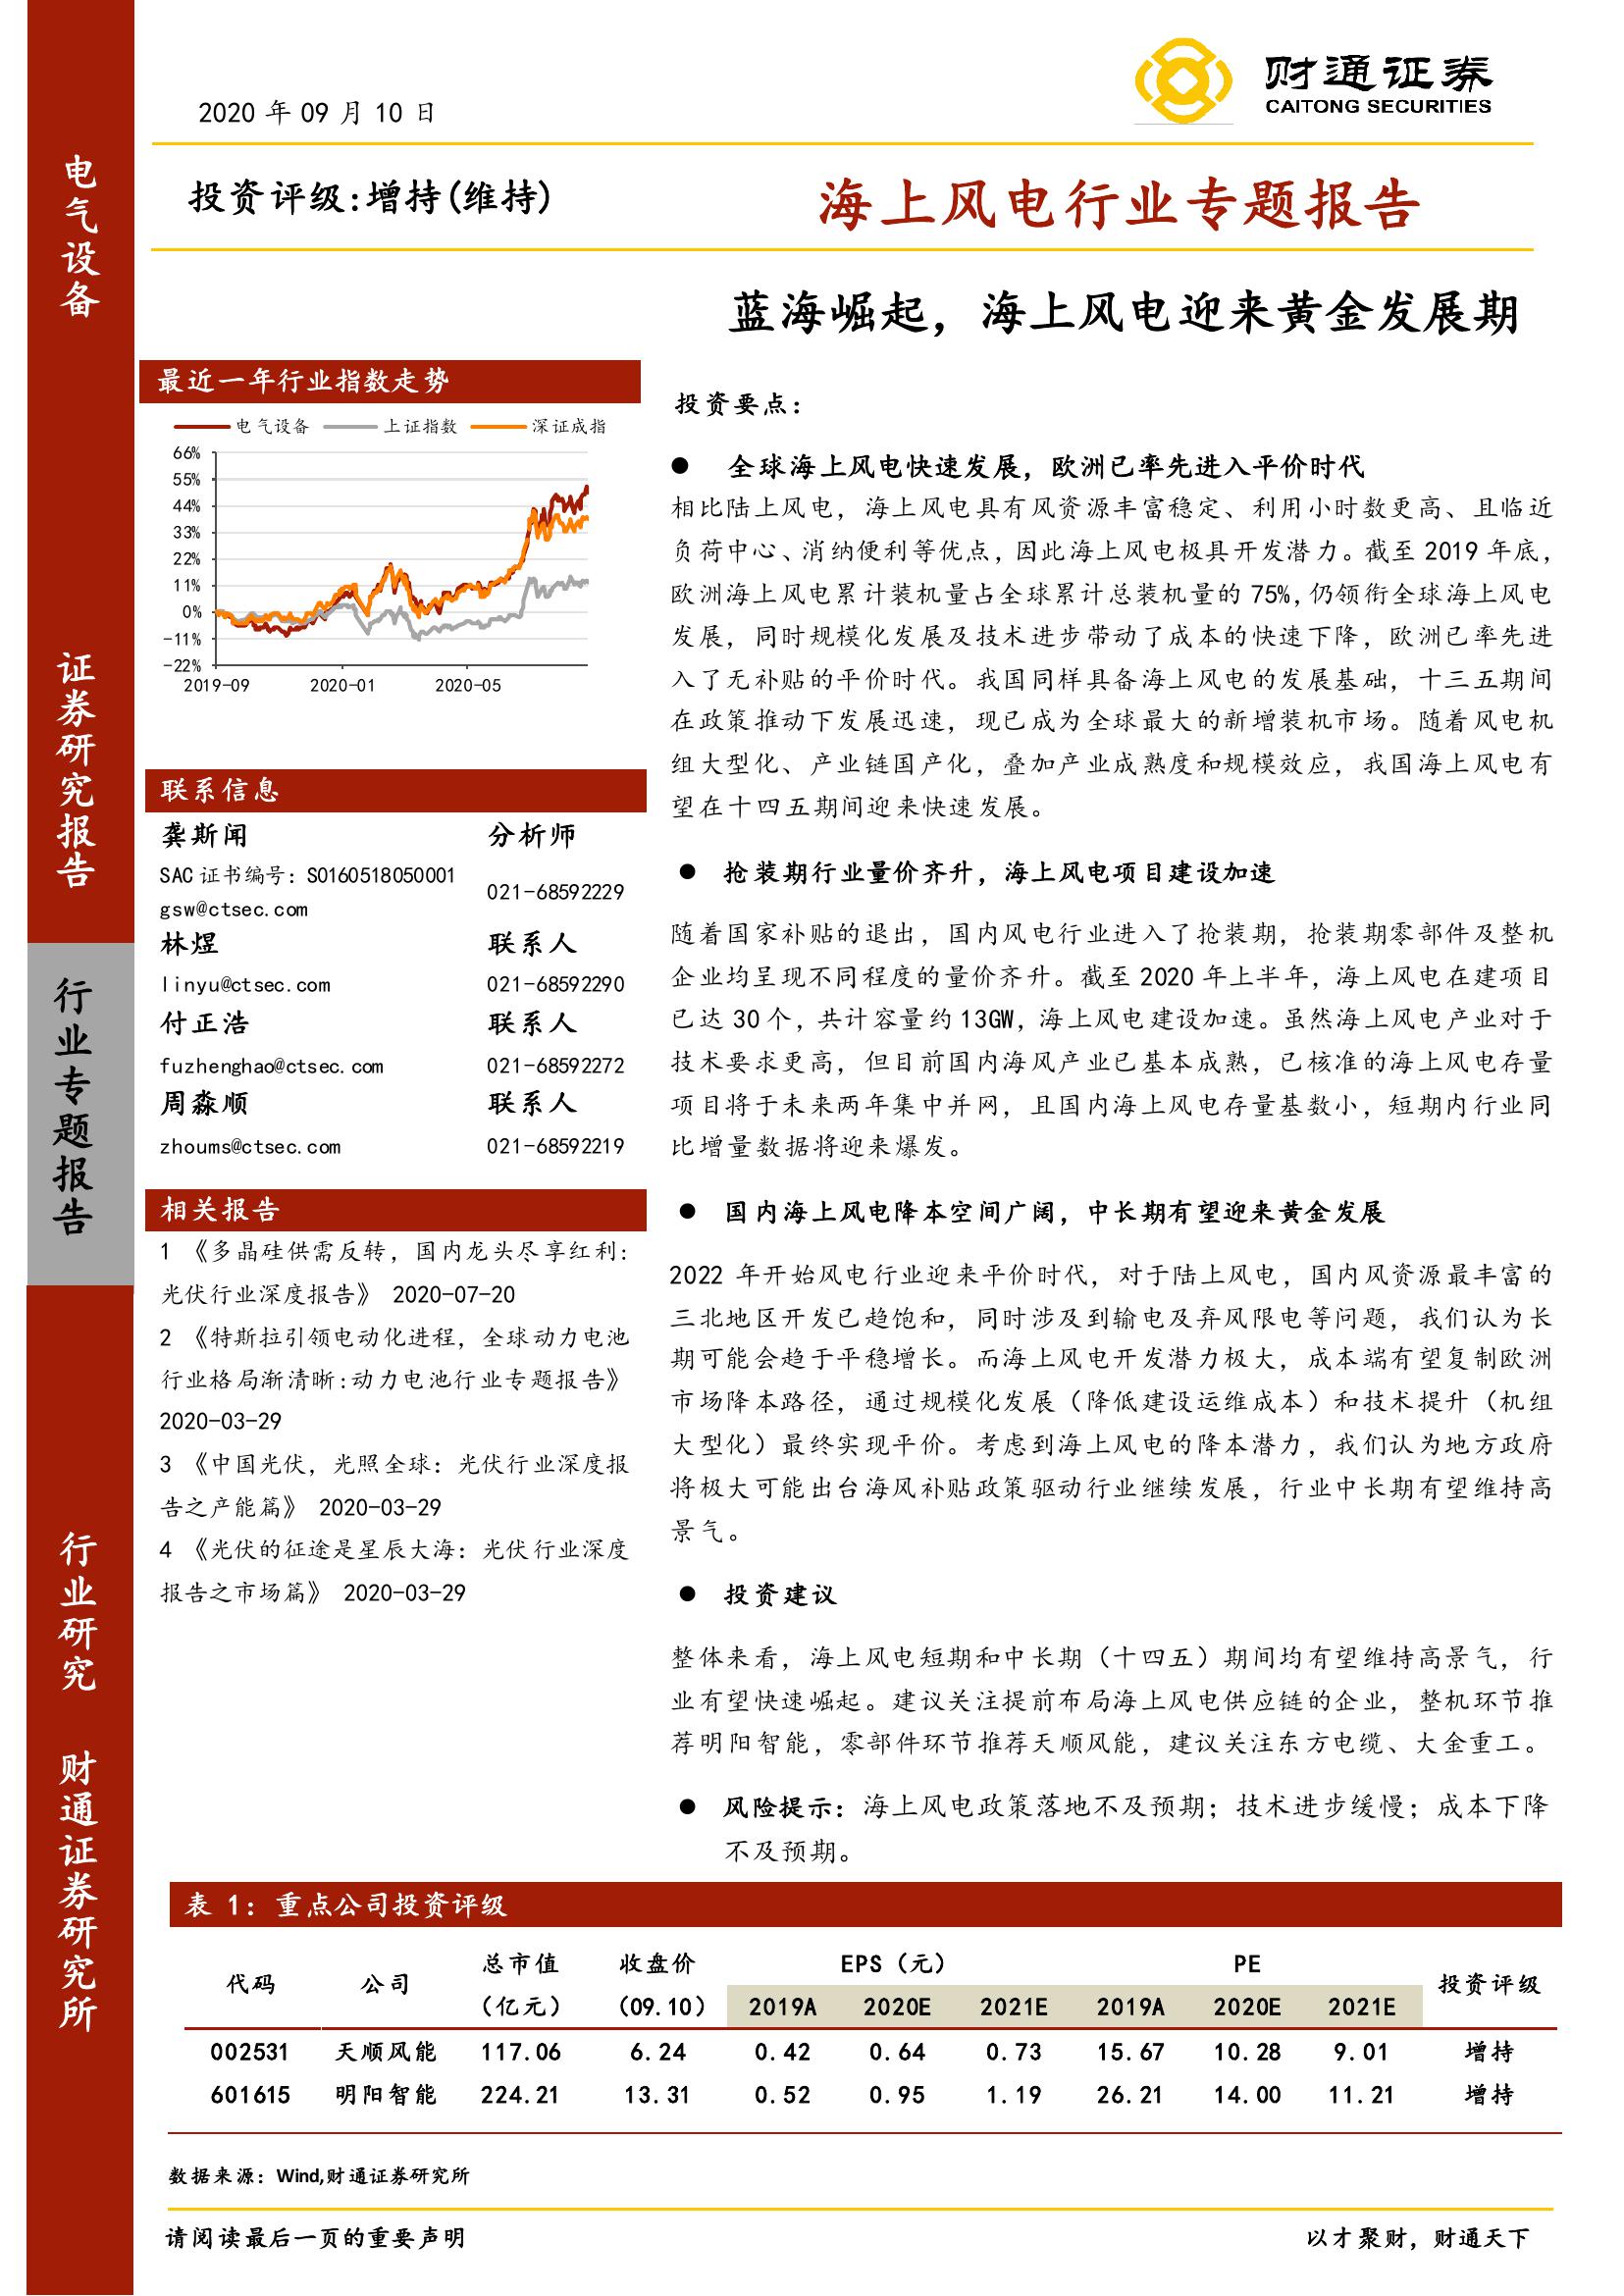 电气设备
证券研究报告
行业专题报告
行业研究
财通证券研究所
2020 年 09 月 10 日
财通证券
CAITONG SECURITIES
投资评级:增持(维持)
海上风电行业专题报告
蓝海崛起，海上风电迎来黄金发展期
最近一年行业指数走势
电气设备 上证指数 深证成指
66%
55%
44%
33%
22%
11%
0%
-11%
-22%
2019-09 2020-01 2020-05
联系信息
龚斯闻 分析师
SAC 证书编号：S0160518050001
021-68592229
gsw@ctsec.com
林煜 联系人
linyu@ctsec.com 021-68592290
付正浩 联系人
fuzhenghao@ctsec.com 021-68592272
周淼顺 联系人
zhoums@ctsec.com 021-68592219
相关报告
1 《多晶硅供需反转，国内龙头尽享红利：
光伏行业深度报告》 2020-07-20
2 《特斯拉引领电动化进程，全球动力电池
行业格局渐清晰:动力电池行业专题报告》
2020-03-29
3 《中国光伏，光照全球：光伏行业深度报
告之产能篇》 2020-03-29
4 《光伏的征途是星辰大海：光伏行业深度
报告之市场篇》 2020-03-29
投资要点：
● 全球海上风电快速发展，欧洲已率先进入平价时代
相比陆上风电，海上风电具有风资源丰富稳定、利用小时数更高、且临近
负荷中心、消纳便利等优点，因此海上风电极具开发潜力。截至 2019 年底，
欧洲海上风电累计装机量占全球累计总装机量的 75%,仍领衔全球海上风电
发展，同时规模化发展及技术进步带动了成本的快速下降，欧洲已率先进
入了无补贴的平价时代。我国同样具备海上风电的发展基础，十三五期间
在政策推动下发展迅速，现已成为全球最大的新增装机市场。随着风电机
组大型化、产业链国产化，叠加产业成熟度和规模效应，我国海上风电有
望在十四五期间迎来快速发展。
● 抢装期行业量价齐升，海上风电项目建设加速
随着国家补贴的退出，国内风电行业进入了抢装期，抢装期零部件及整机
企业均呈现不同程度的量价齐升。截至 2020 年上半年，海上风电在建项目
已达 30 个，共计容量约 13GW，海上风电建设加速。虽然海上风电产业对于
技术要求更高，但目前国内海风产业已基本成熟，已核准的海上风电存量
项目将于未来两年集中并网，且国内海上风电存量基数小，短期内行业同
比增量数据将迎来爆发。
● 国内海上风电降本空间广阔，中长期有望迎来黄金发展
2022 年开始风电行业迎来平价时代，对于陆上风电，国内风资源最丰富的
三北地区开发已趋饱和，同时涉及到输电及弃风限电等问题，我们认为长
期可能会趋于平稳增长。而海上风电开发潜力极大，成本端有望复制欧洲
市场降本路径，通过规模化发展（降低建设运维成本）和技术提升（机组
大型化）最终实现平价。考虑到海上风电的降本潜力，我们认为地方政府
将极大可能出台海风补贴政策驱动行业继续发展，行业中长期有望维持高
景气。
● 投资建议
整体来看，海上风电短期和中长期（十四五）期间均有望维持高景气，行
业有望快速崛起。建议关注提前布局海上风电供应链的企业，整机环节推
荐明阳智能，零部件环节推荐天顺风能，建议关注东方电缆、大金重工。
● 风险提示：海上风电政策落地不及预期；技术进步缓慢；成本下降
不及预期。
表 1：重点公司投资评级
代码 公司 总市值 收盘价 EPS（元） PE 投资评级
（亿元） （09.10） 2019A 2020E 2021E 2019A 2020E 2021E
002531 天顺风能 117.06 6.24 0.42 0.64 0.73 15.67 10.28 9.01 增持
601615 明阳智能 224.21 13.31 0.52 0.95 1.19 26.21 14.00 11.21 增持
数据来源：Wind,财通证券研究所
请阅读最后一页的重要声明 以才聚财，财通天下